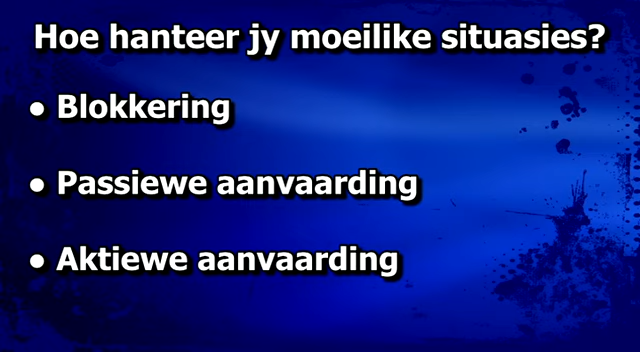 Hoe hanteer jy moeilike situasies?
● Blokkering
● Passiewe aanvaarding
● Aktiewe aanvaarding